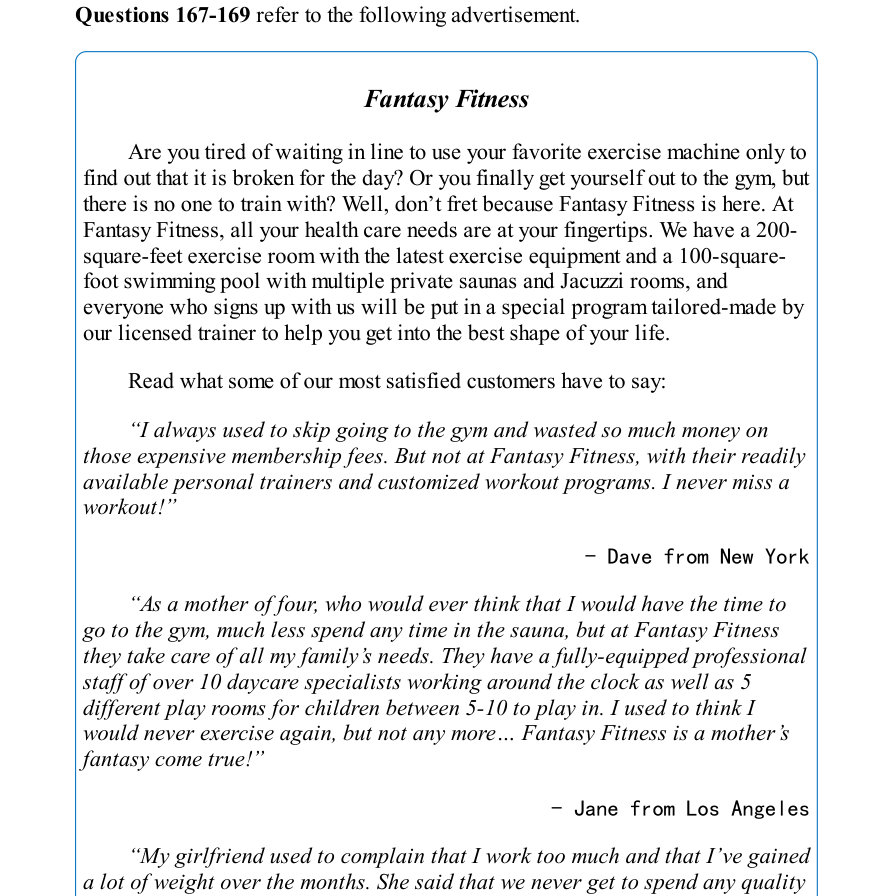 Questions 167-169 refer to the following advertisement.
Fantasy Fitness
Are you tired of waiting in line to use your favorite exercise machine only to
find out that it is broken for the day? Or you finally get yourself out to the gym, but
there is no one to train with? Well, don’t fret because Fantasy Fitness is here. At
Fantasy Fitness, all your health care needs are at your fingertips. We have a 200-
square-feet exercise room with the latest exercise equipment and a 100-square-
foot swimming pool with multiple private saunas and Jacuzzi rooms, and
everyone who signs up with us will be put in a special program tailored-made by
our licensed trainer to help you get into the best shape of your life.
Read what some of our most satisfied customers have to say:
“I always used to skip going to the gym and wasted so much money on
those expensive membership fees. But not at Fantasy Fitness, with their readily
available personal trainers and customized workout programs. I never miss a
workout!”
– Dave from New York
“As a mother of four, who would ever think that I would have the time to
go to the gym, much less spend any time in the sauna, but at Fantasy Fitness
they take care of all my family’s needs. They have a fully-equipped professional
staff of over 10 daycare specialists working around the clock as well as 5
different play rooms for children between 5-10 to play in. I used to think I
would never exercise again, but not any more… Fantasy Fitness is a mother’s
fantasy come true!”
– Jane from Los Angeles
“My girlfriend used to complain that I work too much and that I’ve gained
a lot of weight over the months. She said that we never get to spend any quality